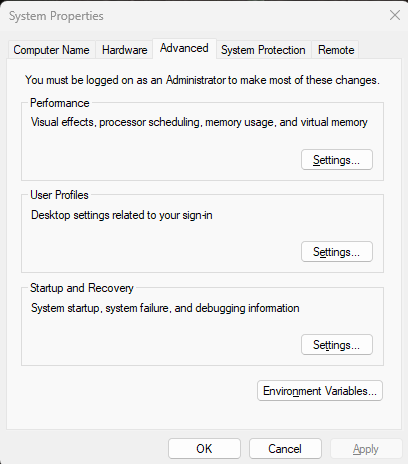 System Properties
Computer Name Hardware Advanced System Protection Remote
You must be logged on as an Administrator to make most of these changes.
Performance
Visual effects, processor scheduling, memory usage, and virtual memory
Settings...
User Profiles
Desktop settings related to your sign-in
Settings...
Startup and Recovery
System startup, system failure, and debugging information
Settings...
Environment Variables...
OK Cancel Apply